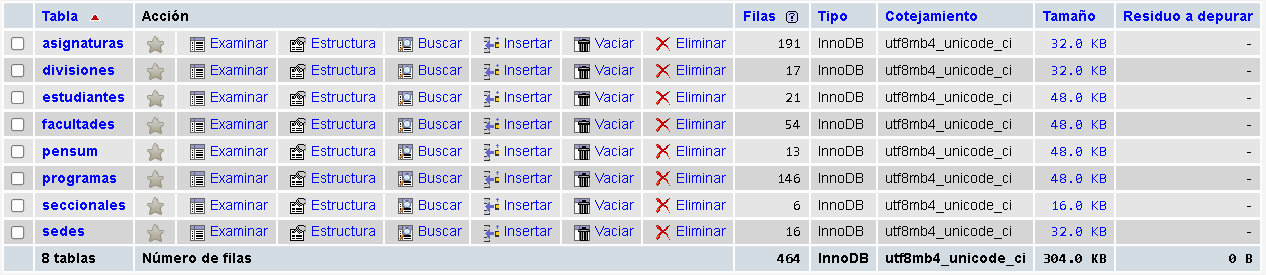 Tabla Acción Filas Tipo Cotejamiento Tamaño Residuo a depurar
asignaturas Examinar Estructura Buscar Insertar Vaciar Eliminar 191 InnoDB utf8mb4_unicode_ci 32.0 KB -
divisiones Examinar Estructura Buscar Insertar Vaciar Eliminar 17 InnoDB utf8mb4_unicode_ci 32.0 KB -
estudiantes Examinar Estructura Buscar Insertar Vaciar Eliminar 21 InnoDB utf8mb4_unicode_ci 48.0 KB -
facultades Examinar Estructura Buscar Insertar Vaciar Eliminar 54 InnoDB utf8mb4_unicode_ci 48.0 KB -
pensum Examinar Estructura Buscar Insertar Vaciar Eliminar 13 InnoDB utf8mb4_unicode_ci 48.0 KB -
programas Examinar Estructura Buscar Insertar Vaciar Eliminar 146 InnoDB utf8mb4_unicode_ci 48.0 KB -
seccionales Examinar Estructura Buscar Insertar Vaciar Eliminar 6 InnoDB utf8mb4_unicode_ci 16.0 KB -
sedes Examinar Estructura Buscar Insertar Vaciar Eliminar 16 InnoDB utf8mb4_unicode_ci 32.0 KB -
8 tablas Número de filas 464 InnoDB utf8mb4_unicode_ci 304.0 KB 0 B